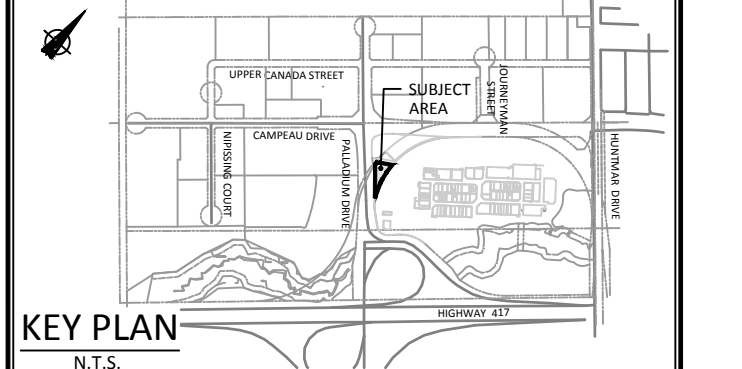 UPPER CANADA STREET
SUBJECT
AREA
JOURNEYMAN
STREET
CAMPEAU DRIVE
NIPISSING COURT
PALLADIUM DRIVE
HUNTMAR DRIVE
HIGHWAY 417
KEY PLAN
N.T.S.